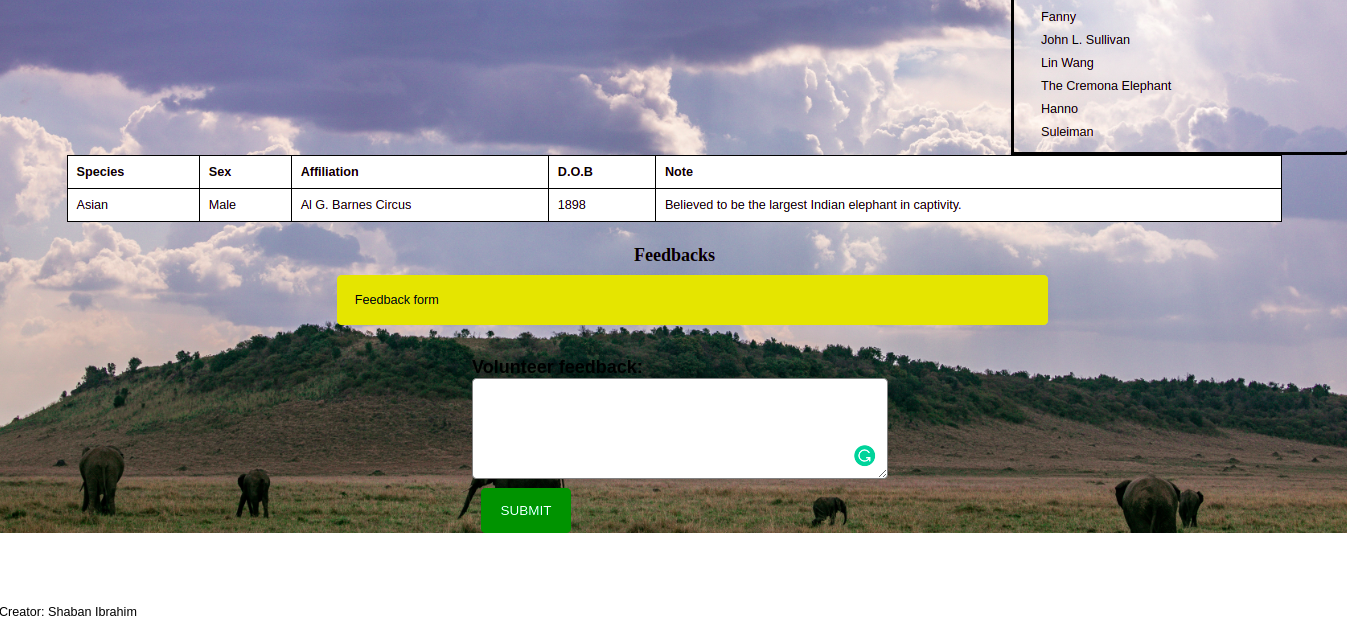 Fanny
John L. Sullivan
Lin Wang
The Cremona Elephant
Hanno
Suleiman
Species Sex Affiliation D.O.B Note
Asian Male Al G. Barnes Circus 1898 Believed to be the largest Indian elephant in captivity.
Feedbacks
Feedback form
Volunteer feedback:
SUBMIT
Creator: Shaban Ibrahim